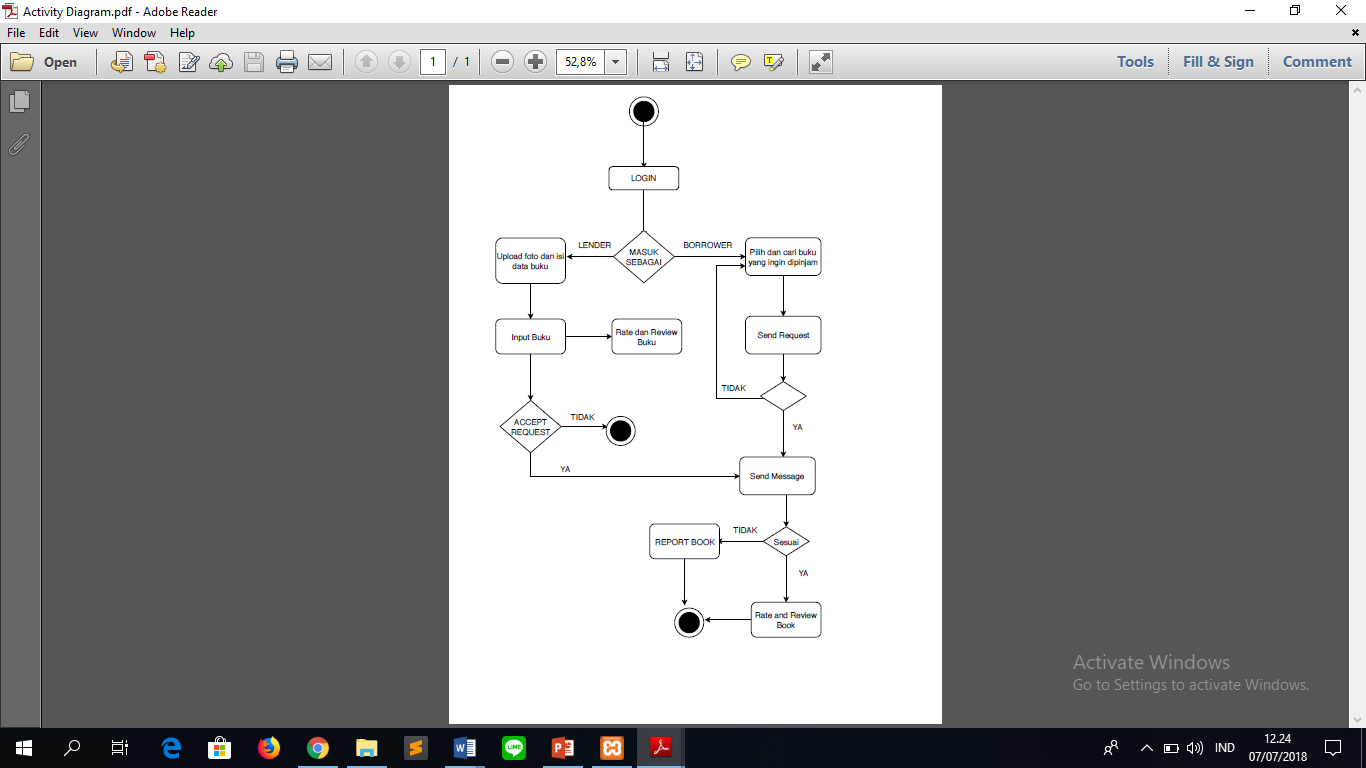 Activity Diagram.pdf - Adobe Reader
File Edit View Window Help
Open
1 / 1
52,8%
Tools Fill & Sign Comment
LOGIN
LENDER
MASUK
SEBAGAI
BORROWER
Upload foto dan isi
data buku
Pilih dan cari buku
yang ingin dipinjam
Input Buku
Rate dan Review
Buku
Send Request
TIDAK
YA
ACCEPT
REQUEST
TIDAK
YA
Send Message
REPORT BOOK
TIDAK
Sesuai
YA
Rate and Review
Book
Activate Windows
Go to Settings to activate Windows.
IND
12.24
07/07/2018